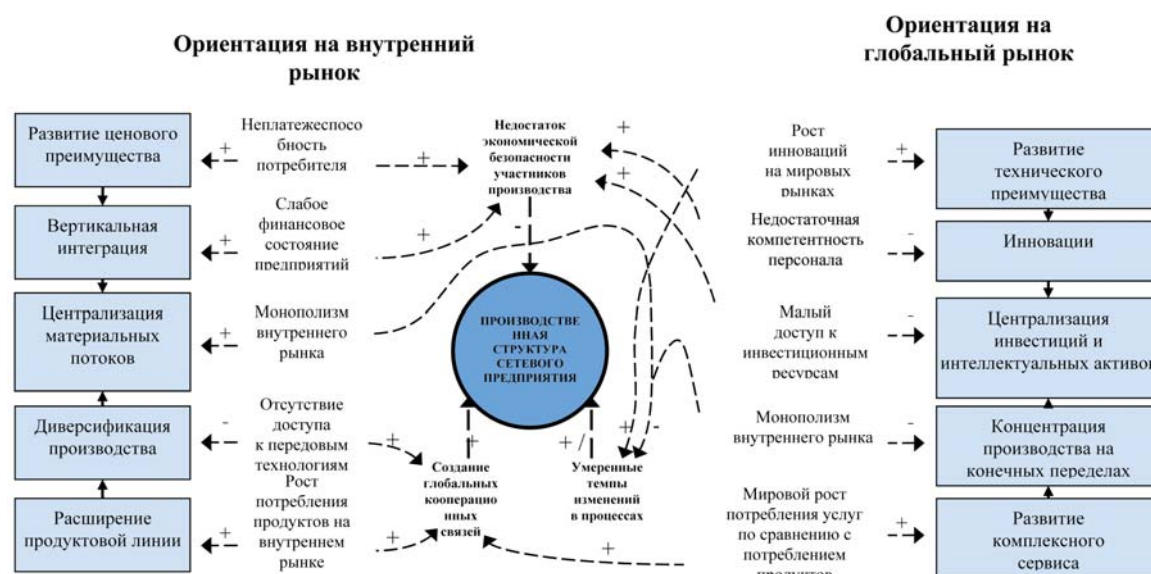 Ориентация на внутренний
рынок
Ориентация на
глобальный рынок
Развитие ценового
преимущества
Вертикальная
интеграция
Централизация
материальных
потоков
Диверсификация
производства
Расширение
продуктовой линии
+
+
+
-
+
Неплатежеспосо
бность
потребителя
Слабое
финансовое
состояние
предприятий
Монополизм
внутреннего
рынка
Отсутствие
доступа
к передовым
технологиям
Рост
потребления
продуктов на
внутреннем
рынке
+
+
+
+
Недостаток
экономической
безопасности
участников
производства
-
ПРОИЗВОДСТВЕ
ННАЯ
СТРУКТУРА
СЕТЕВОГО
ПРЕДПРИЯТИЯ
+
+ /
+
-
Создание
глобальных
кооперацио
нных
связей
Умеренные
темпы
изменений
в процессах
+
+
+
Рост
инноваций
на мировых
рынках
Недостаточная
компетентность
персонала
Малый
доступ к
инвестиционным
ресурсам
Монополизм
внутреннего рынка
Мировой рост
потребления услуг
по сравнению с
потреблением
продуктов
+
-
-
-
+
Развитие
технического
преимущества
Инновации
Централизация
инвестиций и
интеллектуальных активов
Концентрация
производства на
конечных переделах
Развитие
комплексного
сервиса